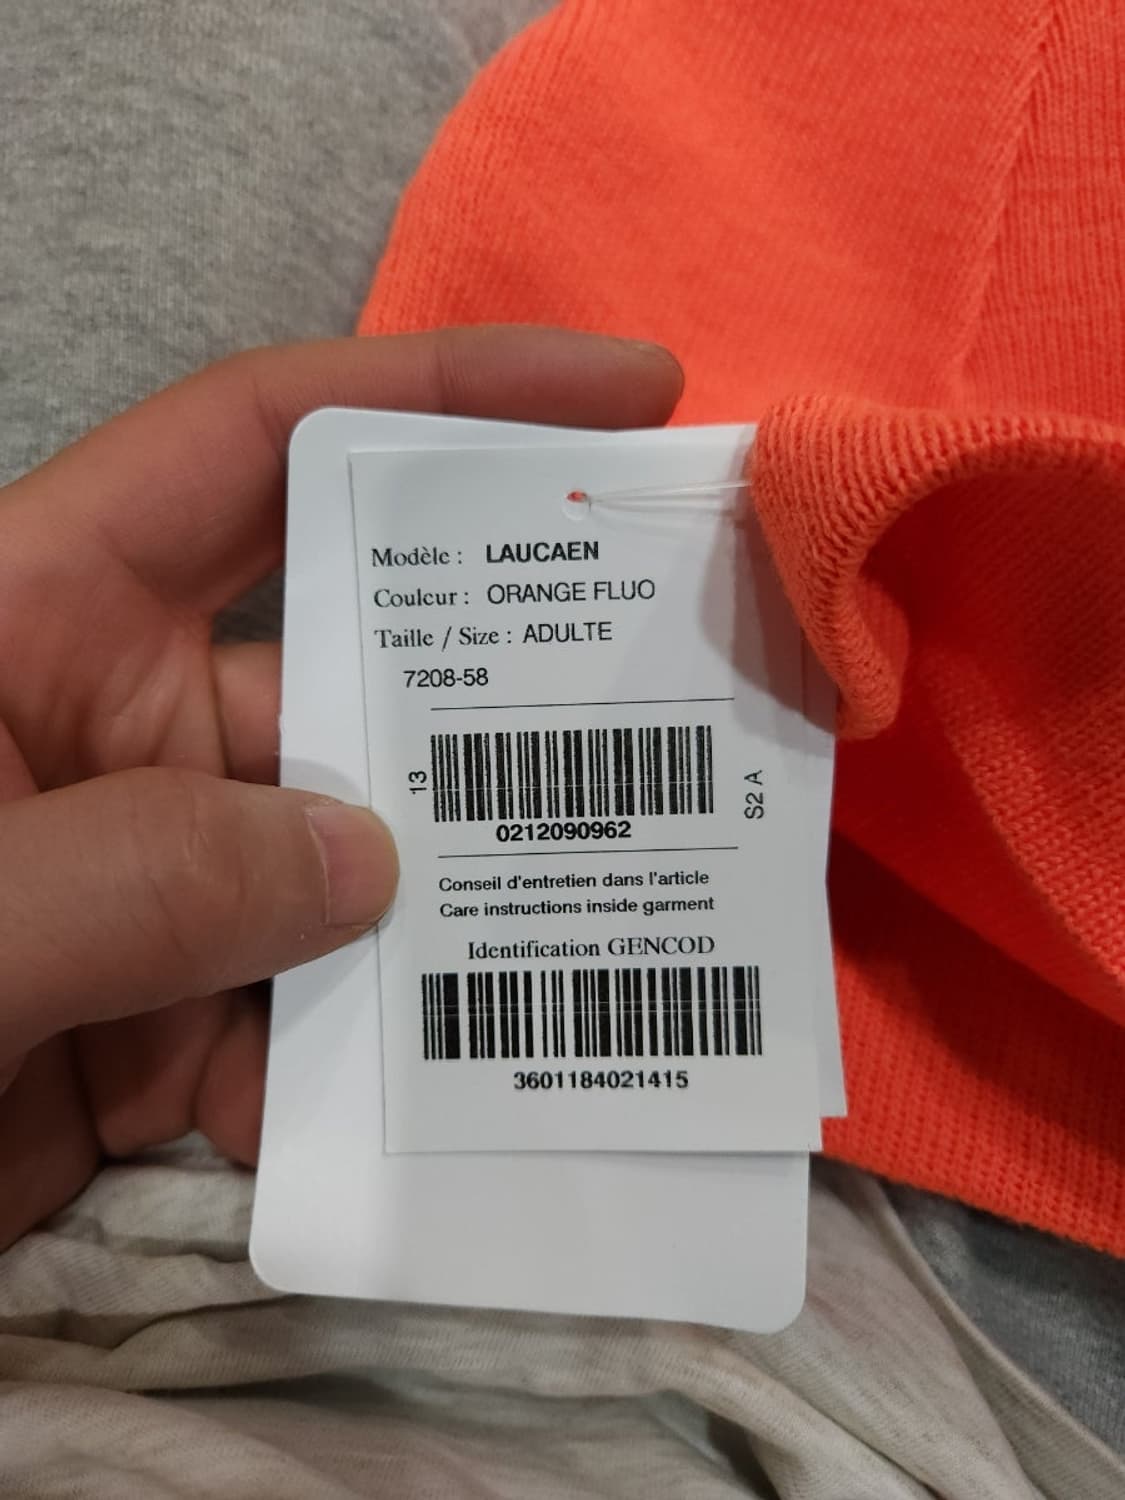 Modèle : LAUCAEN
Couleur : ORANGE FLUO
Taille / Size : ADULTE
7208-58
13
S2 A
0212090962
Conseil d'entretien dans l'article
Care instructions inside garment
Identification GENCOD
3601184021415